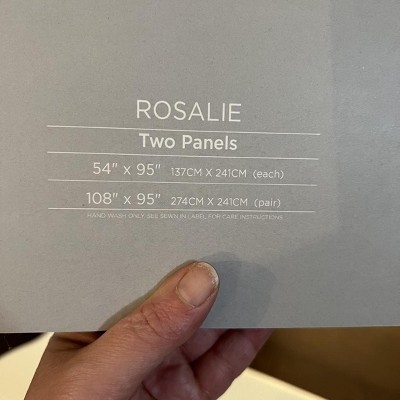 ROSALIE
Two Panels
54" x 95" 137CM X 241CM (each)
108" x 95" 274CM x 241CM (pair)
HAND WASH ONLY. SEE SEWN IN LABEL FOR CARE INSTRUCTIONS